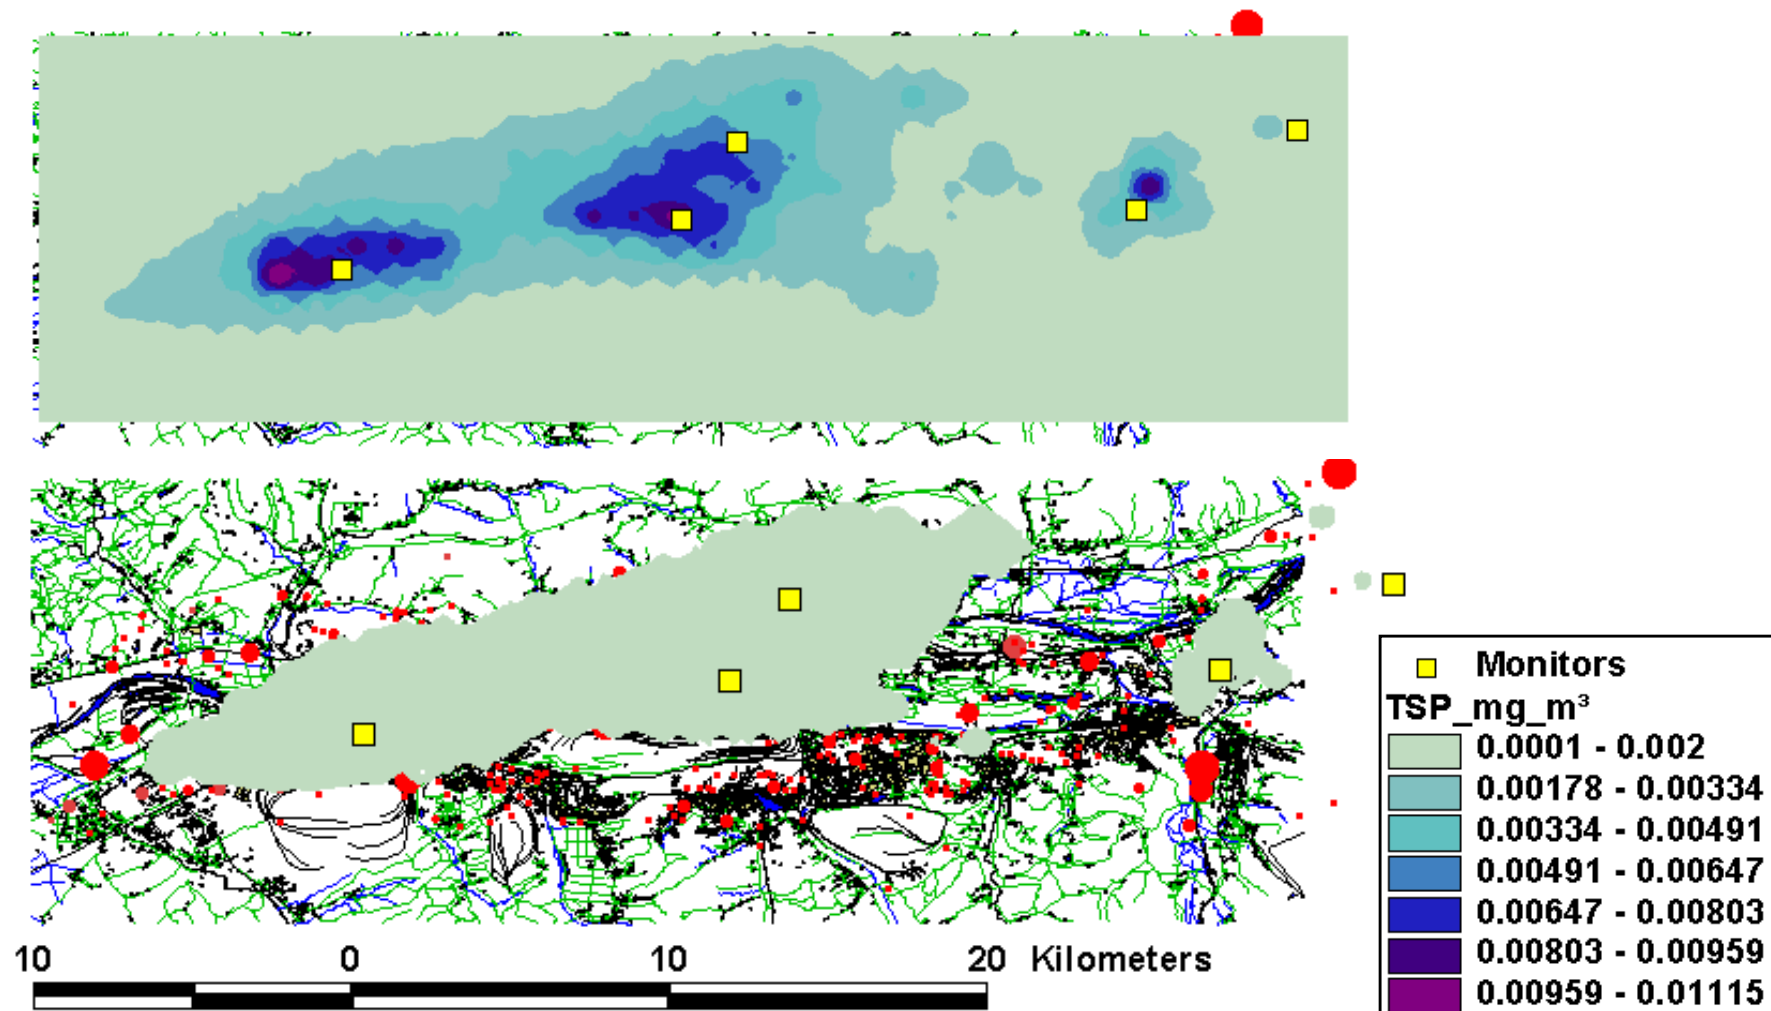 Monitors
TSP_mg_m³
0.0001 - 0.002
0.00178 - 0.00334
0.00334 - 0.00491
0.00491 - 0.00647
0.00647 - 0.00803
0.00803 - 0.00959
0.00959 - 0.01115
10 0 10 20 Kilometers